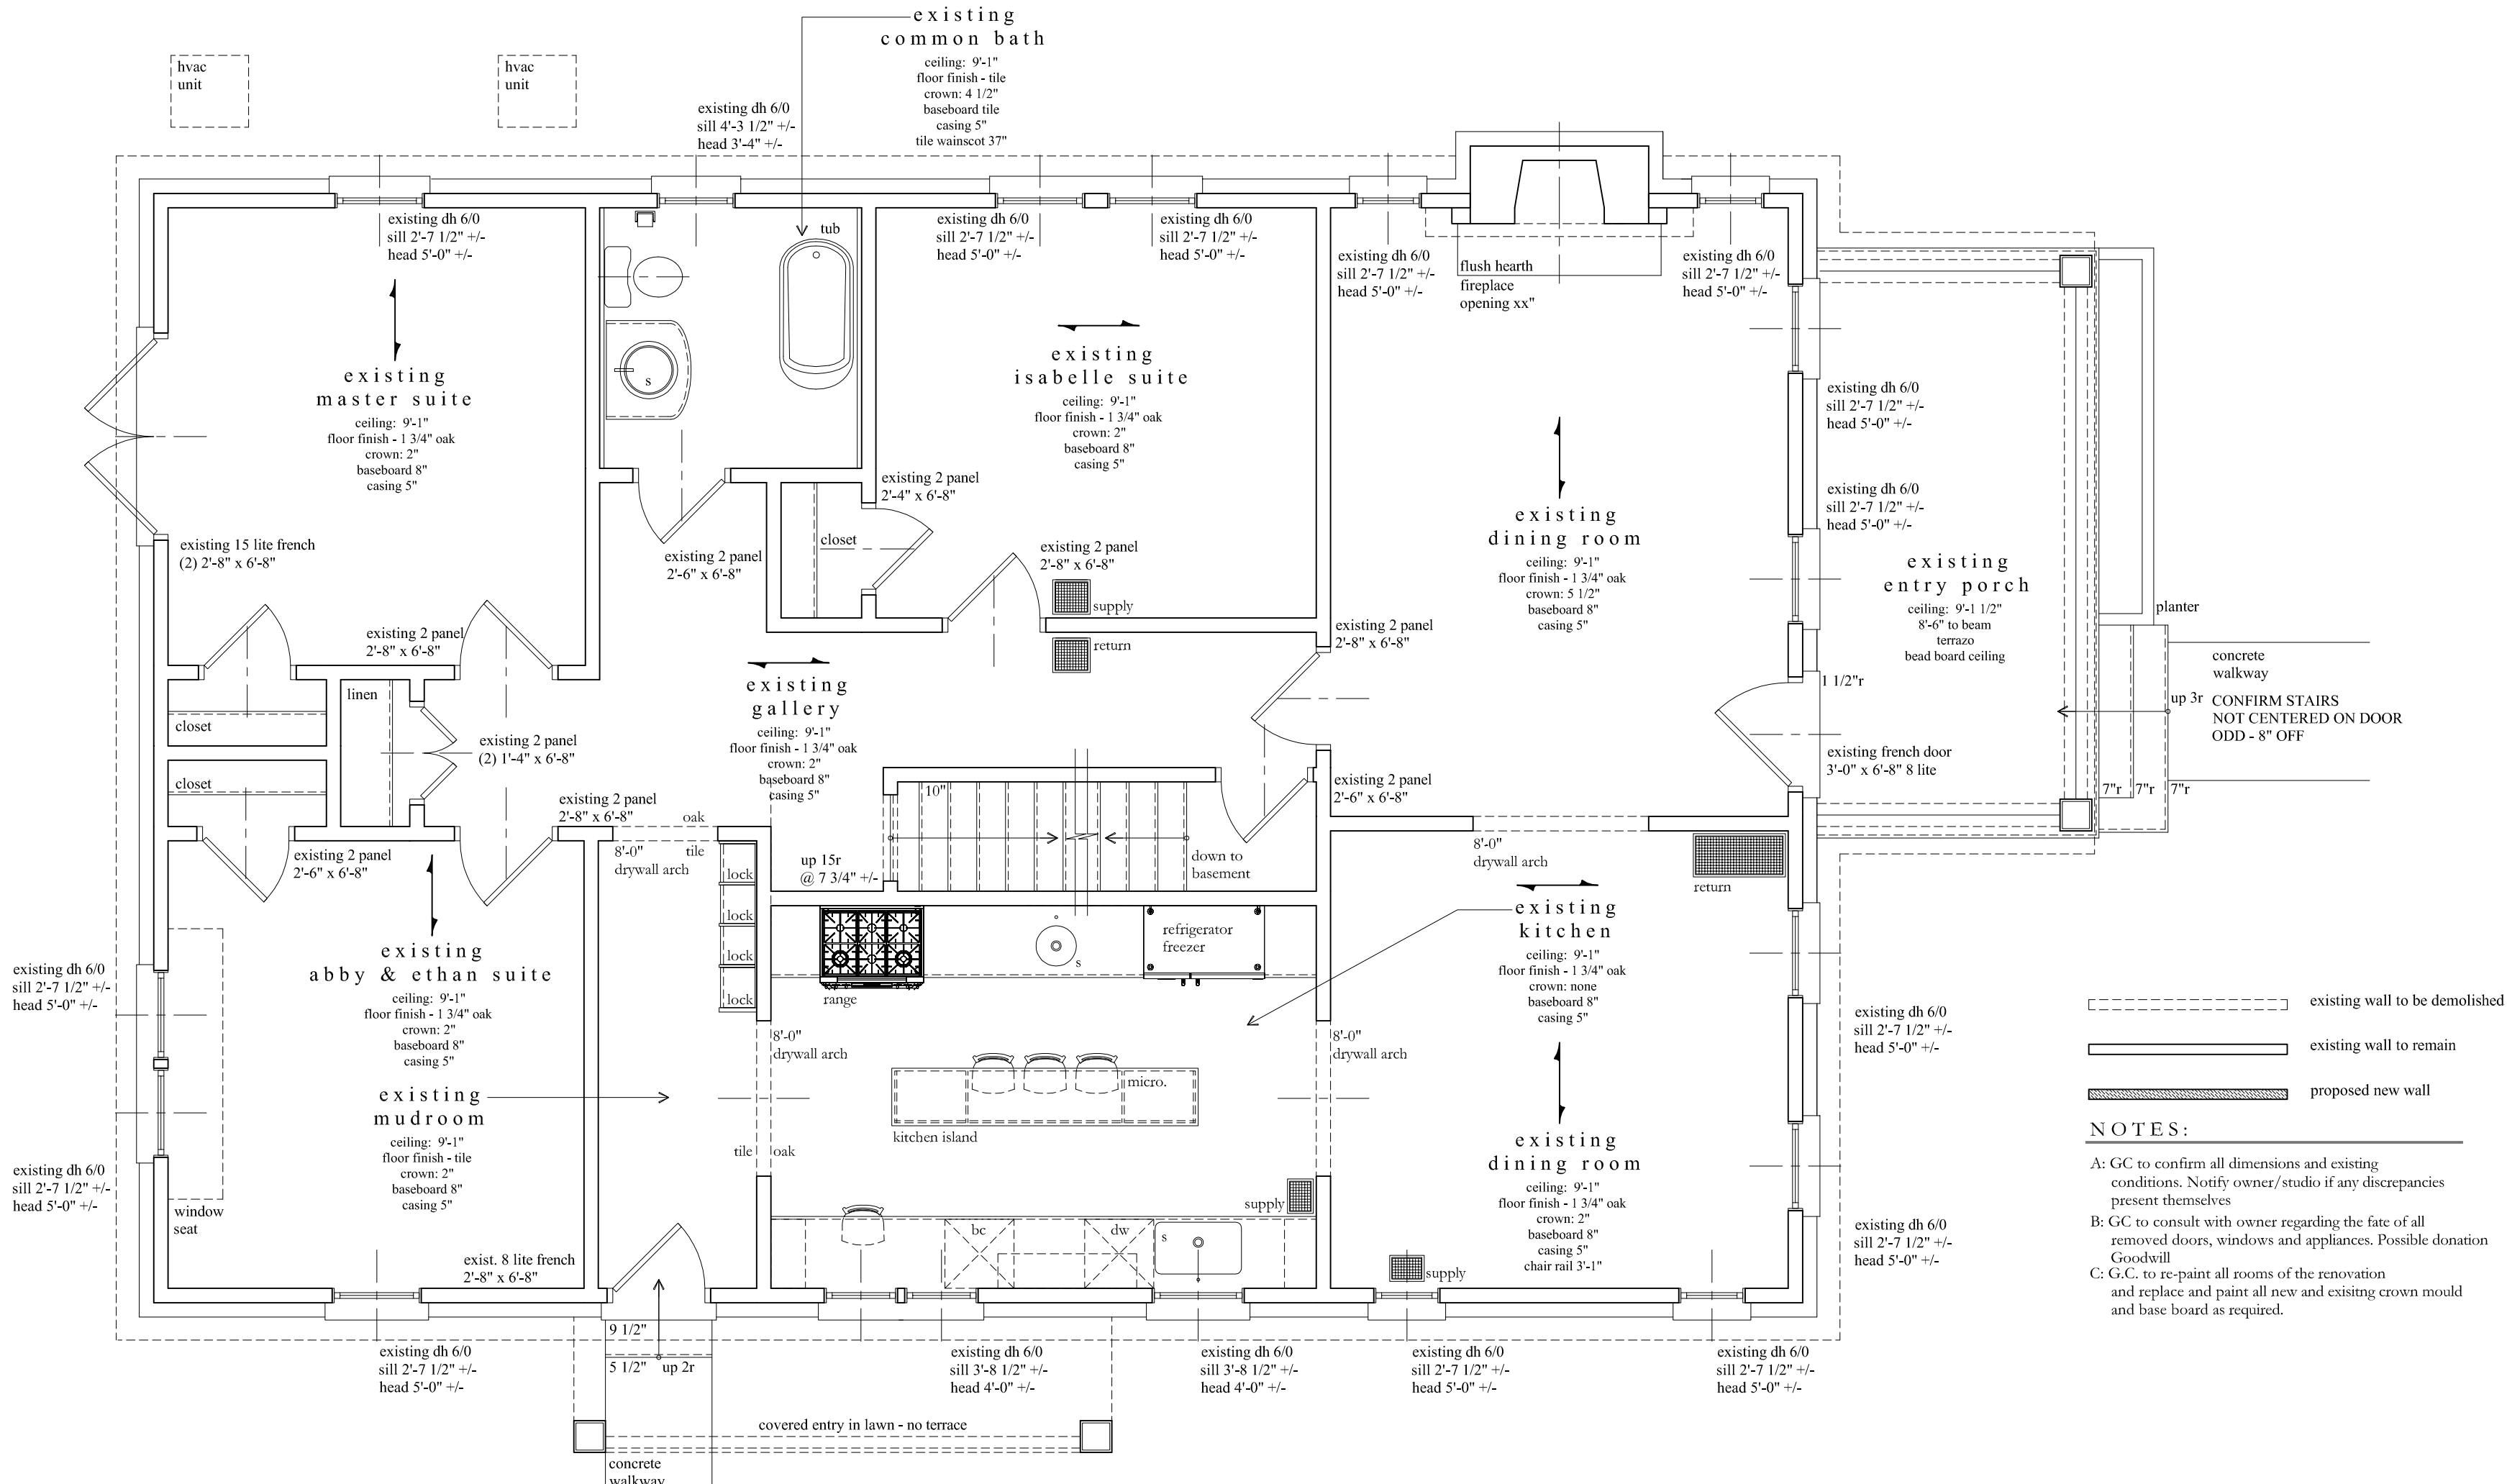 existing
common bath
ceiling: 9'-1"
floor finish - tile
crown: 4 1/2"
baseboard tile
casing 5"
tile wainscot 37"
hvac
unit
hvac
unit
existing dh 6/0
sill 4'-3 1/2" +/-
head 3'-4" +/-
existing dh 6/0
sill 2'-7 1/2" +/-
head 5'-0" +/-
tub
existing dh 6/0
sill 2'-7 1/2" +/-
head 5'-0" +/-
existing dh 6/0
sill 2'-7 1/2" +/-
head 5'-0" +/-
existing dh 6/0
sill 2'-7 1/2" +/-
head 5'-0" +/-
flush hearth
fireplace
opening xx"
existing dh 6/0
sill 2'-7 1/2" +/-
head 5'-0" +/-
existing
master suite
ceiling: 9'-1"
floor finish - 1 3/4" oak
crown: 2"
baseboard 8"
casing 5"
s
existing
isabelle suite
ceiling: 9'-1"
floor finish - 1 3/4" oak
crown: 2"
baseboard 8"
casing 5"
existing dh 6/0
sill 2'-7 1/2" +/-
head 5'-0" +/-
existing 2 panel
2'-4" x 6'-8"
existing dh 6/0
sill 2'-7 1/2" +/-
head 5'-0" +/-
existing
dining room
ceiling: 9'-1"
floor finish - 1 3/4" oak
crown: 5 1/2"
baseboard 8"
casing 5"
existing 15 lite french
(2) 2'-8" x 6'-8"
existing 2 panel
2'-6" x 6'-8"
closet
existing 2 panel
2'-8" x 6'-8"
supply
return
existing
entry porch
ceiling: 9'-1 1/2"
8'-6" to beam
terrazo
bead board ceiling
planter
existing 2 panel
2'-8" x 6'-8"
existing 2 panel
2'-8" x 6'-8"
concrete
walkway
1 1/2"r
up 3r
CONFIRM STAIRS
NOT CENTERED ON DOOR
ODD - 8" OFF
linen
closet
existing
gallery
ceiling: 9'-1"
floor finish - 1 3/4" oak
crown: 2"
baseboard 8"
casing 5"
existing 2 panel
(2) 1'-4" x 6'-8"
closet
existing french door
3'-0" x 6'-8" 8 lite
7"r
7"r
7"r
existing 2 panel
2'-6" x 6'-8"
10"
existing 2 panel
2'-8" x 6'-8"
oak
tile
8'-0"
drywall arch
existing 2 panel
2'-6" x 6'-8"
up 15r
@ 7 3/4" +/-
down to
basement
8'-0"
drywall arch
return
lock
lock
lock
lock
existing
kitchen
ceiling: 9'-1"
floor finish - 1 3/4" oak
crown: none
baseboard 8"
casing 5"
refrigerator
freezer
s
range
existing
abby & ethan suite
ceiling: 9'-1"
floor finish - 1 3/4" oak
crown: 2"
baseboard 8"
casing 5"
existing dh 6/0
sill 2'-7 1/2" +/-
head 5'-0" +/-
existing wall to be demolished
existing wall to remain
proposed new wall
existing dh 6/0
sill 2'-7 1/2" +/-
head 5'-0" +/-
8'-0"
drywall arch
8'-0"
drywall arch
micro.
kitchen island
existing
mudroom
ceiling: 9'-1"
floor finish - tile
crown: 2"
baseboard 8"
casing 5"
tile
oak
existing
dining room
ceiling: 9'-1"
floor finish - 1 3/4" oak
crown: 2"
baseboard 8"
casing 5"
chair rail 3'-1"
NOTES:
A: GC to confirm all dimensions and existing
conditions. Notify owner/studio if any discrepancies
present themselves
B: GC to consult with owner regarding the fate of all
removed doors, windows and appliances. Possible donation
Goodwill
C: G.C. to re-paint all rooms of the renovation
and replace and paint all new and exisitng crown mould
and base board as required.
existing dh 6/0
sill 2'-7 1/2" +/-
head 5'-0" +/-
window
seat
supply
bc
dw
s
existing dh 6/0
sill 2'-7 1/2" +/-
head 5'-0" +/-
exist. 8 lite french
2'-8" x 6'-8"
supply
9 1/2"
5 1/2"
up 2r
existing dh 6/0
sill 2'-7 1/2" +/-
head 5'-0" +/-
existing dh 6/0
sill 3'-8 1/2" +/-
head 4'-0" +/-
existing dh 6/0
sill 3'-8 1/2" +/-
head 4'-0" +/-
existing dh 6/0
sill 2'-7 1/2" +/-
head 5'-0" +/-
existing dh 6/0
sill 2'-7 1/2" +/-
head 5'-0" +/-
covered entry in lawn - no terrace
concrete
walkway